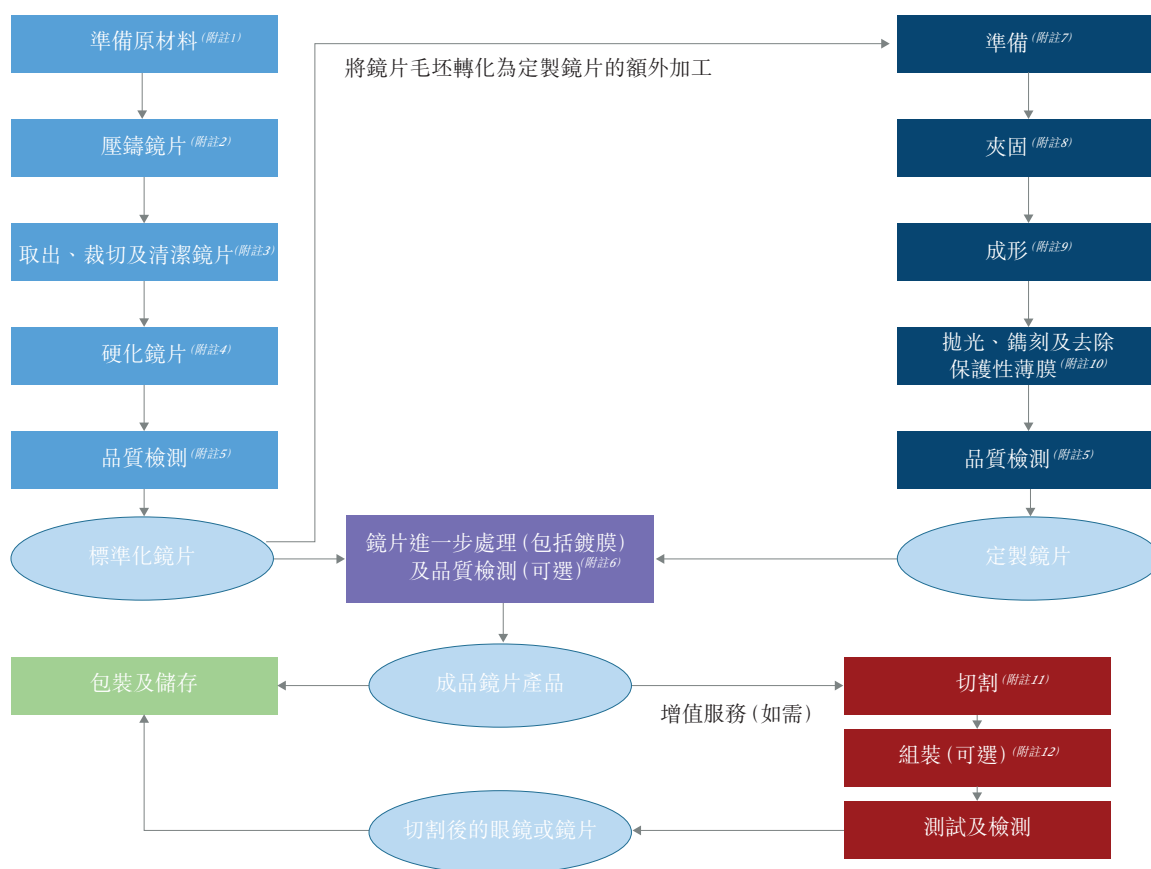 準備原材料(附註1)
將鏡片毛坯轉化為定製鏡片的額外加工
壓鑄鏡片(附註2)
取出、裁切及清潔鏡片(附註3)
硬化鏡片(附註4)
品質檢測(附註5)
標準化鏡片
準備(附註7)
夾固(附註8)
成形(附註9)
拋光、鐫刻及去除
保護性薄膜(附註10)
品質檢測(附註5)
定製鏡片
鏡片進一步處理(包括鍍膜)
及品質檢測(可選)(附註6)
成品鏡片產品
包裝及儲存
增值服務(如需)
切割(附註11)
組裝(可選)(附註12)
測試及檢測
切割後的眼鏡或鏡片